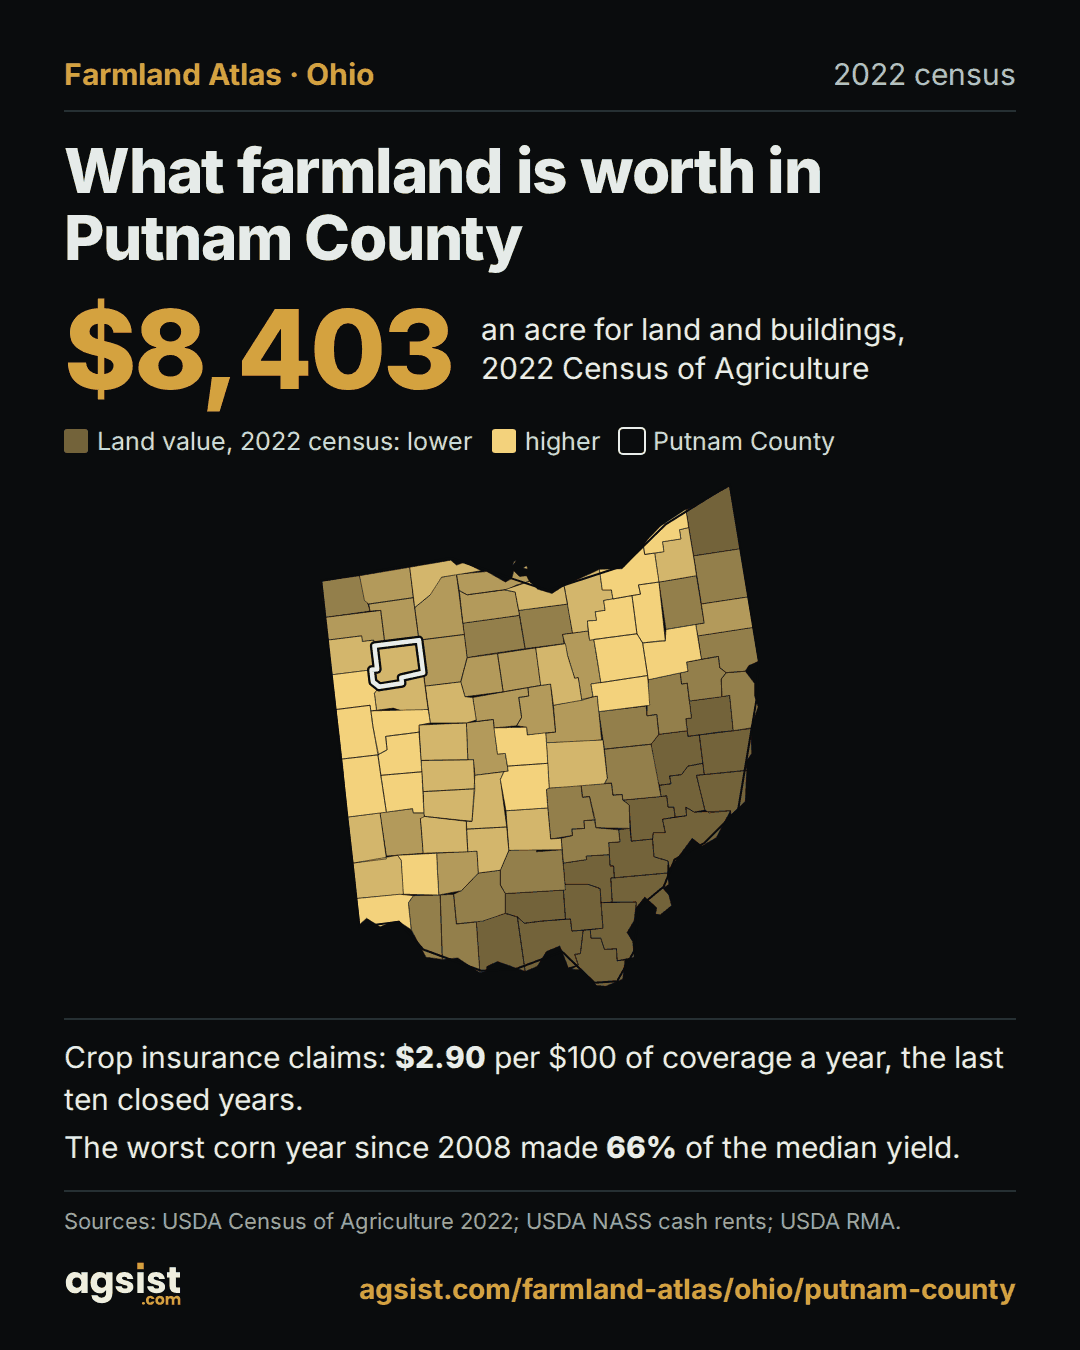 Farmland Atlas · Ohio
2022 census
What farmland is worth in
Putnam County
$8,403
an acre for land and buildings,
2022 Census of Agriculture
Land value, 2022 census: lower
higher
Putnam County
Crop insurance claims: $2.90 per $100 of coverage a year, the last
ten closed years.
The worst corn year since 2008 made 66% of the median yield.
Sources: USDA Census of Agriculture 2022; USDA NASS cash rents; USDA RMA.
agsist
.com
agsist.com/farmland-atlas/ohio/putnam-county